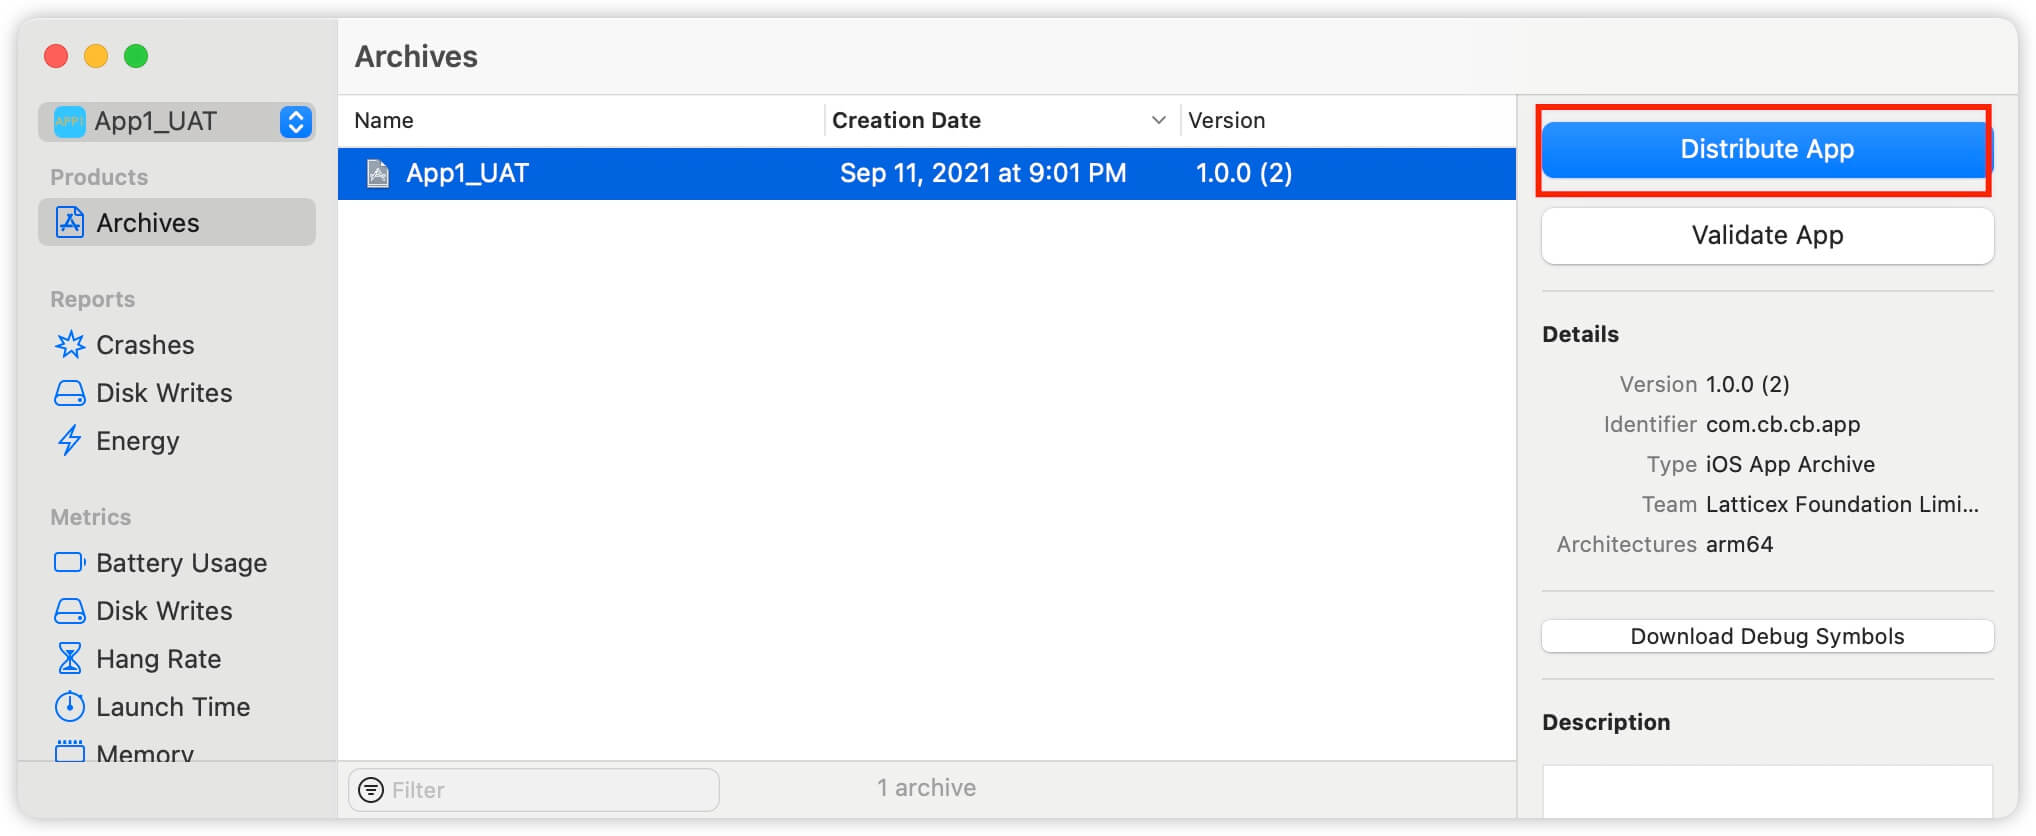 Archives
APP1
App1_UAT
Products
Archives
Reports
Crashes
Disk Writes
Energy
Metrics
Battery Usage
Disk Writes
Hang Rate
Launch Time
Memory
Name Creation Date Version
App1_UAT Sep 11, 2021 at 9:01 PM 1.0.0 (2)
Filter
1 archive
Distribute App
Validate App
Details
Version 1.0.0 (2)
Identifier com.cb.cb.app
Type iOS App Archive
Team Latticex Foundation Limi...
Architectures arm64
Download Debug Symbols
Description